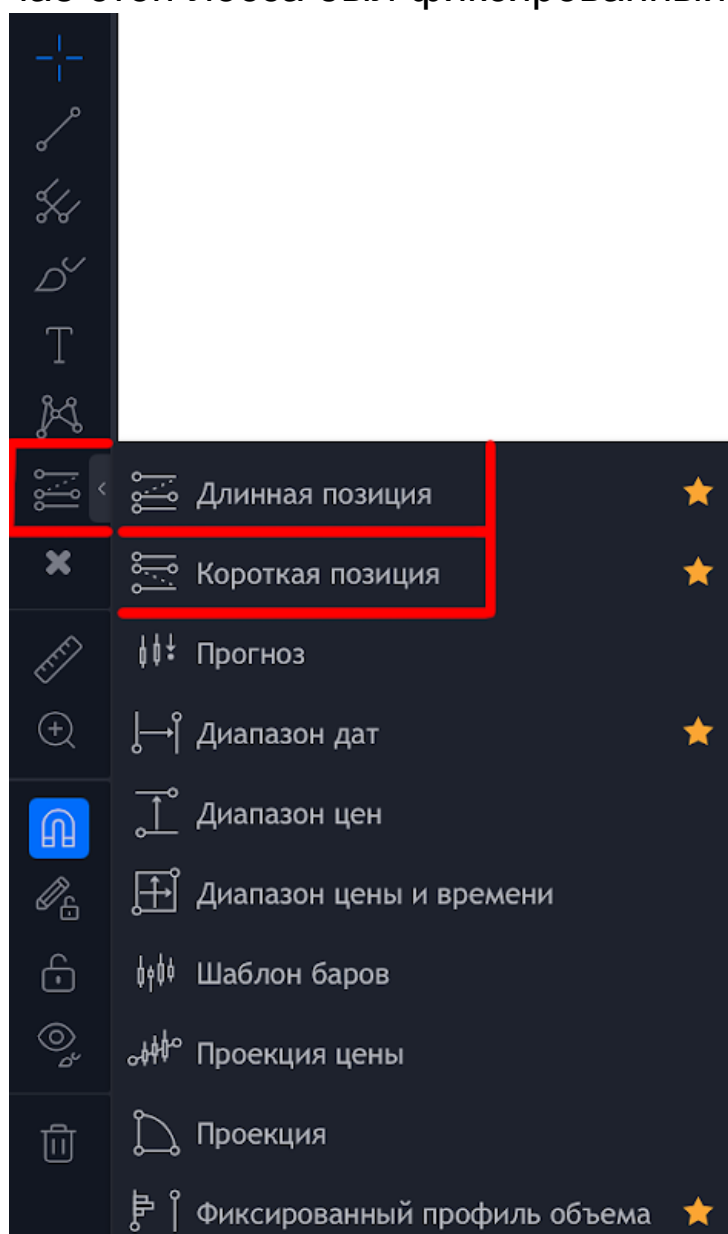 Длинная позиция
Короткая позиция
Прогноз
Диапазон дат
Диапазон цен
Диапазон цены и времени
Шаблон баров
Проекция цены
Проекция
Фиксированный профиль объема